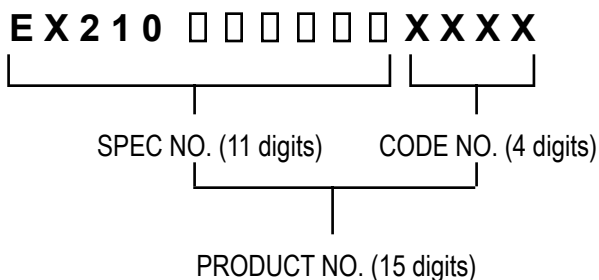 EX210 □□□□□□ XXXX
SPEC NO. (11 digits) CODE NO. (4 digits)
PRODUCT NO. (15 digits)